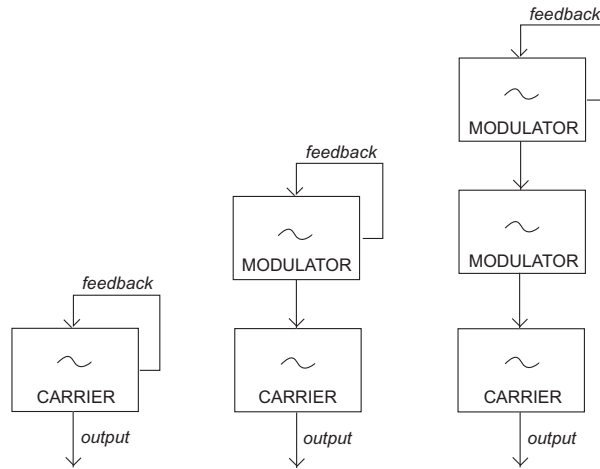 feedback
MODULATOR
feedback
MODULATOR
MODULATOR
feedback
CARRIER
CARRIER
CARRIER
output
output
output